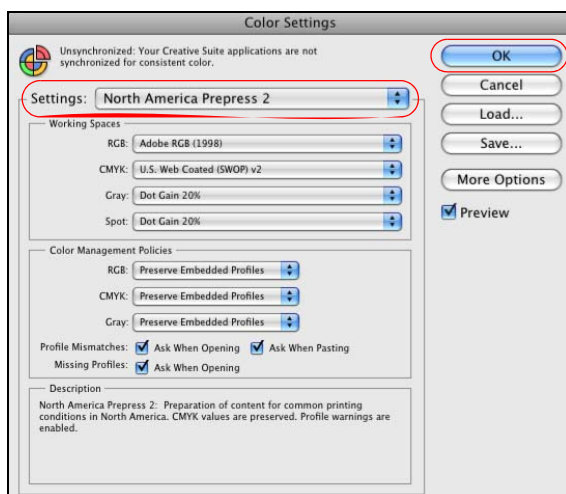 Color Settings
Unsynchronized: Your Creative Suite applications are not
synchronized for consistent color.
Settings: North America Prepress 2
Working Spaces
RGB: Adobe RGB (1998)
CMYK: U.S. Web Coated (SWOP) v2
Gray: Dot Gain 20%
Spot: Dot Gain 20%
Color Management Policies
RGB: Preserve Embedded Profiles
CMYK: Preserve Embedded Profiles
Gray: Preserve Embedded Profiles
Profile Mismatches: Ask When Opening Ask When Pasting
Missing Profiles: Ask When Opening
Description
North America Prepress 2: Preparation of content for common printing
conditions in North America. CMYK values are preserved. Profile warnings are
enabled.
OK
Cancel
Load...
Save...
More Options
Preview